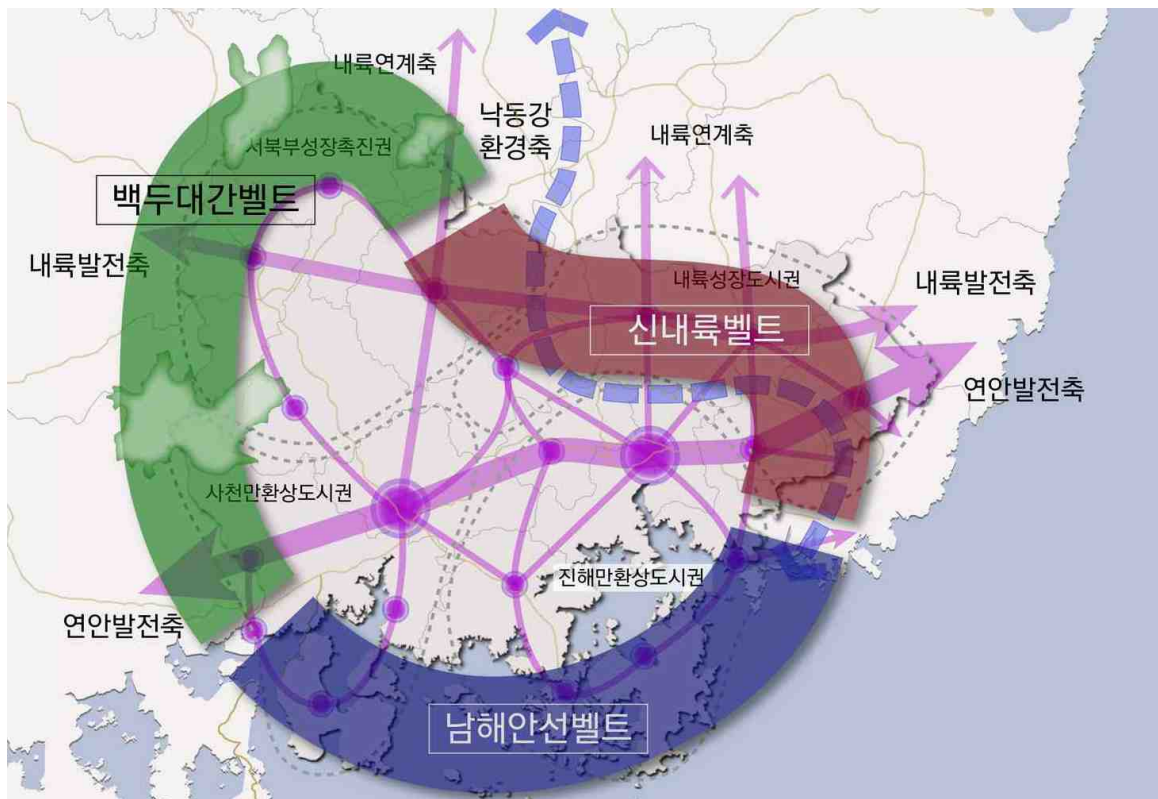 내륙연계축
낙동강
환경축
내륙연계축
서북부성장촉진권
백두대간벨트
내륙발전축
내륙성장도시권
내륙발전축
신내륙벨트
연안발전축
사천만환상도시권
진해만환상도시권
연안발전축
남해안선벨트